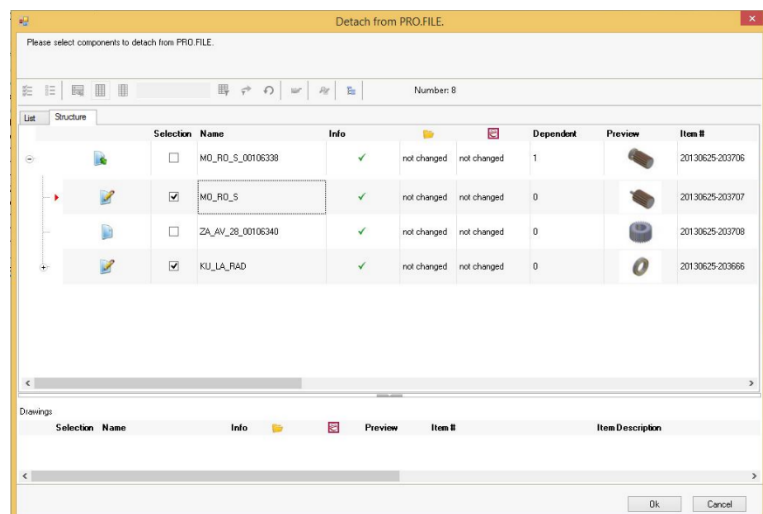 Detach from PRO.FILE.
Please select components to detach from PRO.FILE.
Number: 8
List Structure
Selection Name Info Dependent Preview Item #
MO_RO_S_00106338 not changed not changed 1 20130625-203706
MO_RO_S not changed not changed 0 20130625-203707
ZA_AV_28_00106340 not changed not changed 0 20130625-203708
KU_LA_RAD not changed not changed 0 20130625-203666
Drawings
Selection Name Info Preview Item # Item Description
Ok Cancel